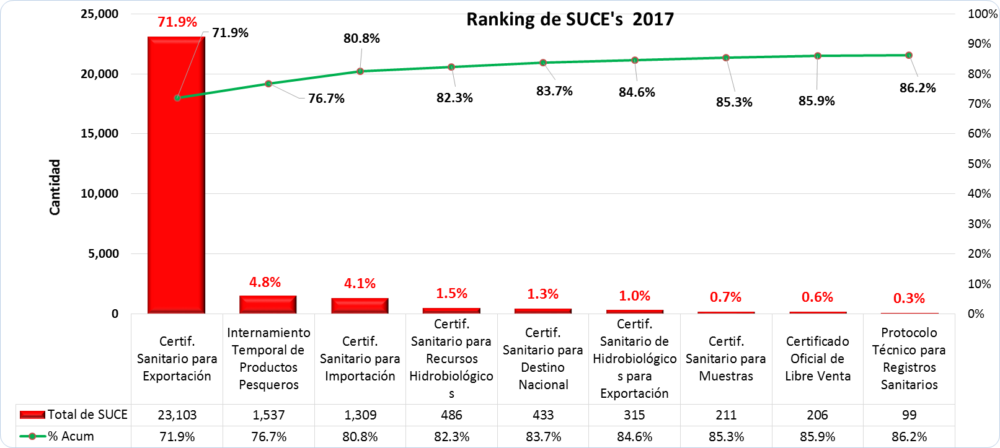 Ranking de SUCE's  2017
25,000
20,000
15,000
10,000
5,000
0
Cantidad
100%
90%
80%
70%
60%
50%
40%
30%
20%
10%
0%
71.9%
4.8%
4.1%
1.5%
1.3%
1.0%
0.7%
0.6%
0.3%
71.9%
76.7%
80.8%
82.3%
83.7%
84.6%
85.3%
85.9%
86.2%
Certif.
Sanitario para
Exportación
Internamiento
Temporal de
Productos
Pesqueros
Certif.
Sanitario para
Importación
Certif.
Sanitario para
Recursos
Hidrobiológico
s
Certif.
Sanitario para
Destino
Nacional
Certif.
Sanitario de
Hidrobiológico
s para
Exportación
Certif.
Sanitario para
Muestras
Certificado
Oficial de
Libre Venta
Protocolo
Técnico para
Registros
Sanitarios
Total de SUCE 23,103 1,537 1,309 486 433 315 211 206 99
% Acum 71.9% 76.7% 80.8% 82.3% 83.7% 84.6% 85.3% 85.9% 86.2%